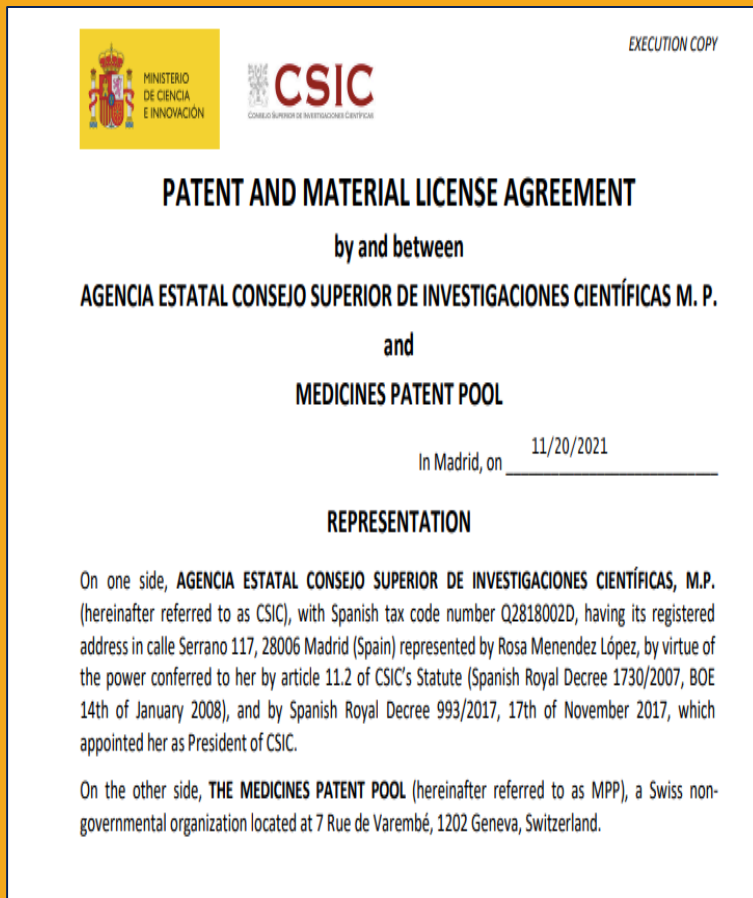 EXECUTION COPY
MINISTERIO
DE CIENCIA
E INNOVACIÓN
CSIC
CONSEJO SUPERIOR DE INVESTIGACIONES CIENTÍFICAS
PATENT AND MATERIAL LICENSE AGREEMENT
by and between
AGENCIA ESTATAL CONSEJO SUPERIOR DE INVESTIGACIONES CIENTÍFICAS M. P.
and
MEDICINES PATENT POOL
In Madrid, on 11/20/2021
REPRESENTATION
On one side, AGENCIA ESTATAL CONSEJO SUPERIOR DE INVESTIGACIONES CIENTÍFICAS, M.P.
(hereinafter referred to as CSIC), with Spanish tax code number Q2818002D, having its registered
address in calle Serrano 117, 28006 Madrid (Spain) represented by Rosa Menendez López, by virtue of
the power conferred to her by article 11.2 of CSIC's Statute (Spanish Royal Decree 1730/2007, BOE
14th of January 2008), and by Spanish Royal Decree 993/2017, 17th of November 2017, which
appointed her as President of CSIC.
On the other side, THE MEDICINES PATENT POOL (hereinafter referred to as MPP), a Swiss non-
governmental organization located at 7 Rue de Varembé, 1202 Geneva, Switzerland.